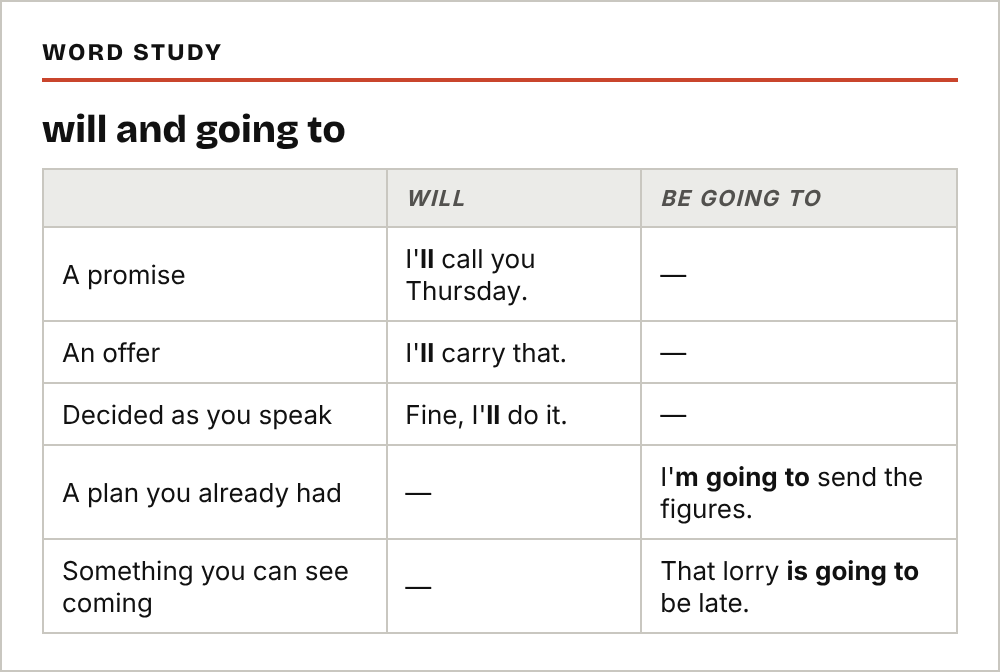 WORD STUDY
will and going to
WILL
BE GOING TO
A promise
I'll call you
Thursday.
—
An offer
I'll carry that.
—
Decided as you speak
Fine, I'll do it.
—
A plan you already had
—
I'm going to send the
figures.
Something you can see
coming
—
That lorry is going to
be late.